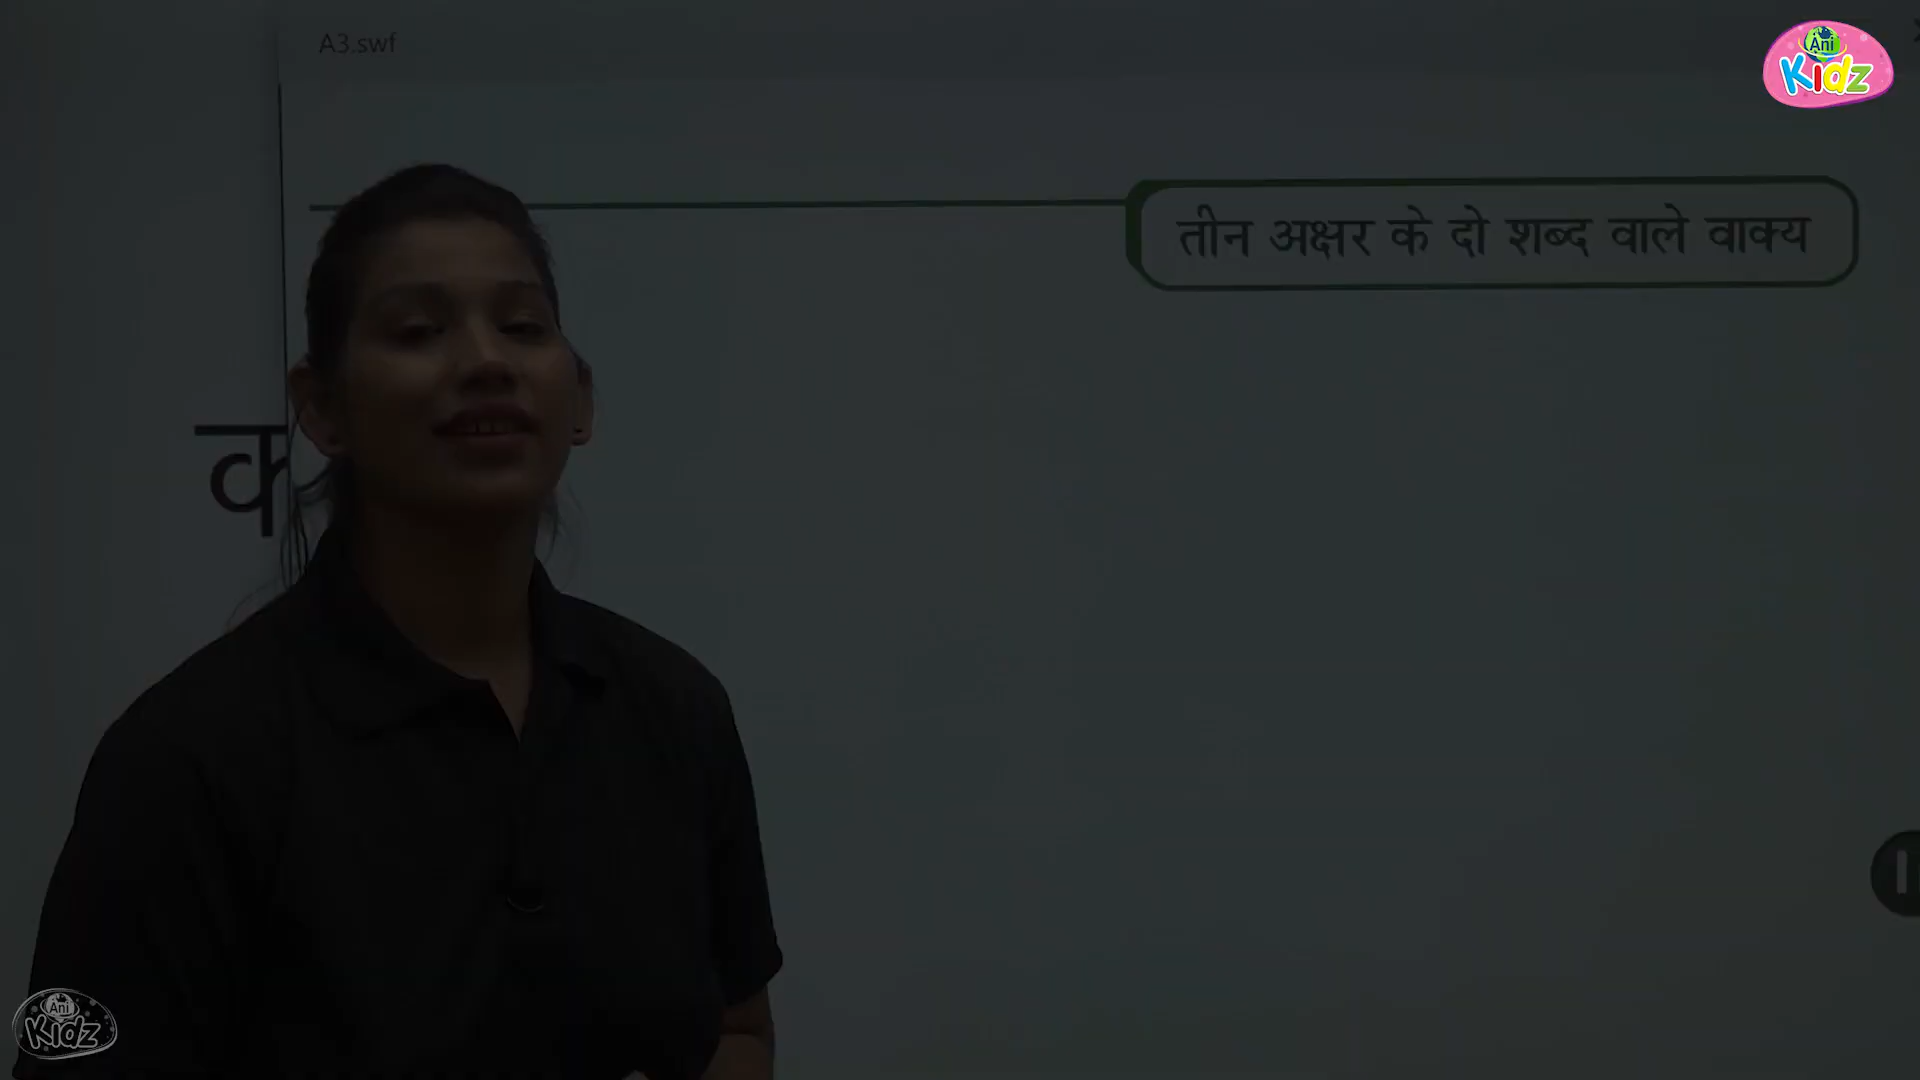 A3.swf
Ani
Kidz
तीन अक्षर के दो शब्द वाले वाक्य
क
Ani
Kidz